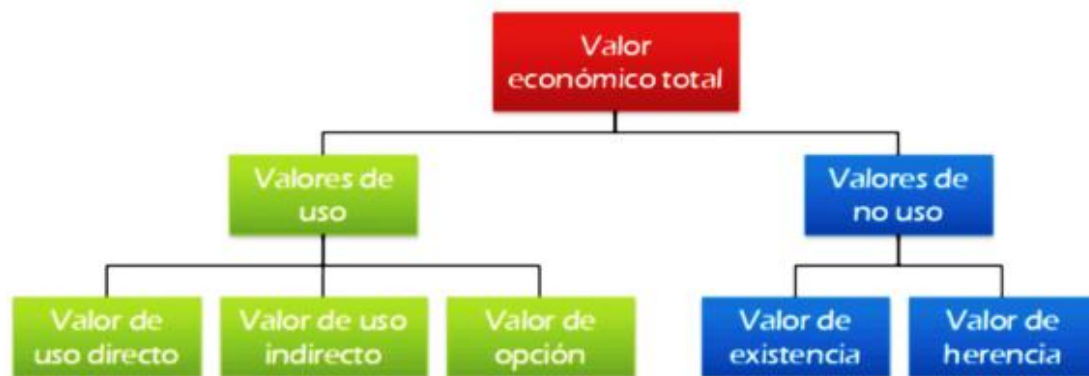 Valor
económico total
Valores de
uso
Valores de
no uso
Valor de
uso directo
Valor de uso
indirecto
Valor de
opción
Valor de
existencia
Valor de
herencia